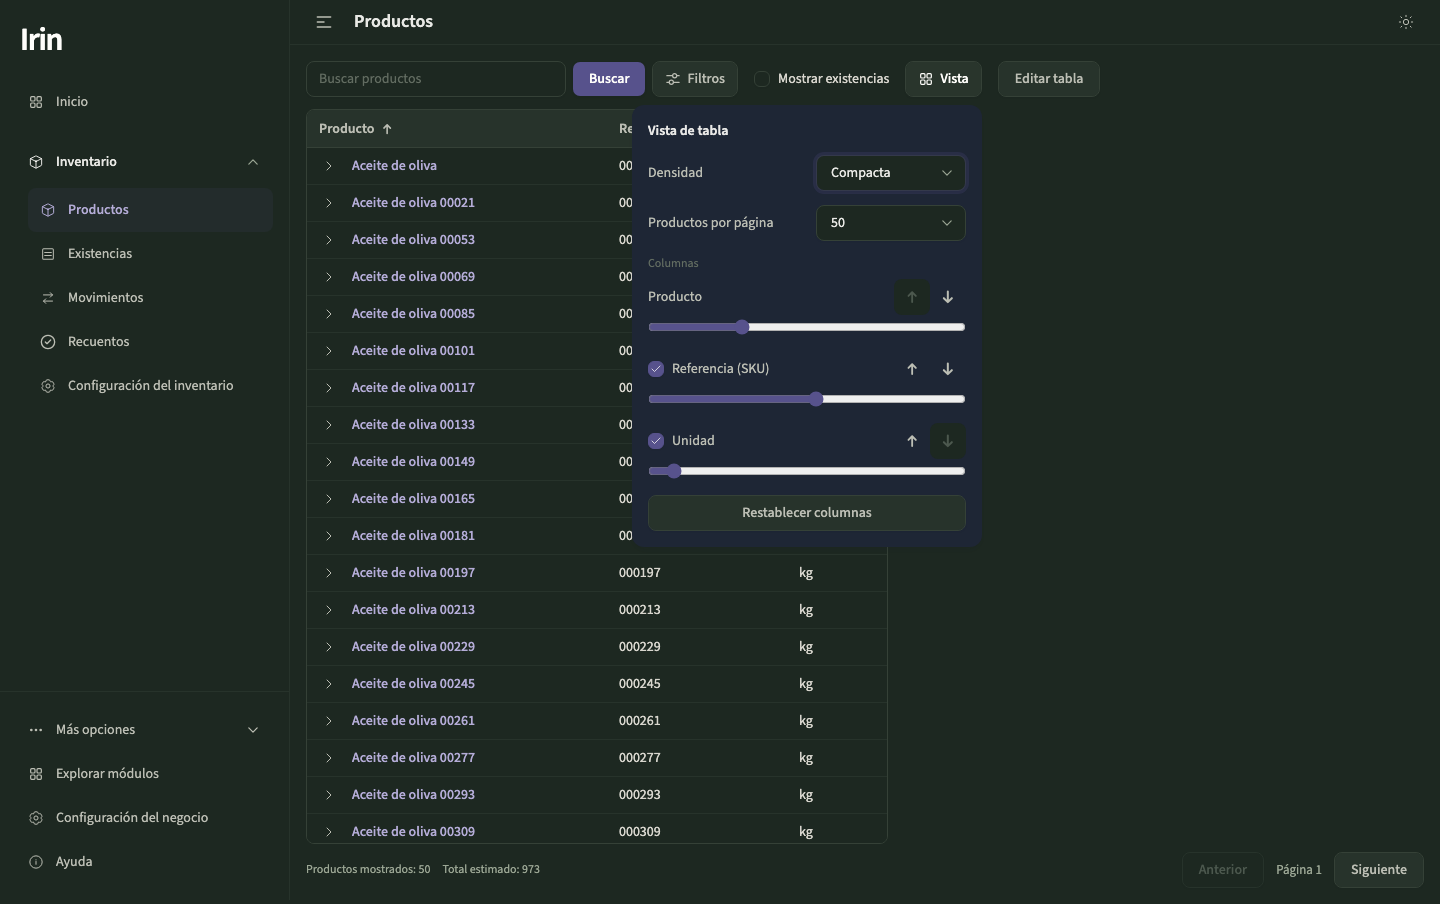 Irin
Productos
Buscar productos
Buscar
Filtros
Mostrar existencias
Vista
Editar tabla
Inicio
Inventario
Productos
Existencias
Movimientos
Recuentos
Configuración del inventario
Más opciones
Explorar módulos
Configuración del negocio
Ayuda
Producto Re
Aceite de oliva 00
Aceite de oliva 00021 00
Aceite de oliva 00053 00
Aceite de oliva 00069 00
Aceite de oliva 00085 00
Aceite de oliva 00101 00
Aceite de oliva 00117 00
Aceite de oliva 00133 00
Aceite de oliva 00149 00
Aceite de oliva 00165 00
Aceite de oliva 00181 00
Aceite de oliva 00197 000197 kg
Aceite de oliva 00213 000213 kg
Aceite de oliva 00229 000229 kg
Aceite de oliva 00245 000245 kg
Aceite de oliva 00261 000261 kg
Aceite de oliva 00277 000277 kg
Aceite de oliva 00293 000293 kg
Aceite de oliva 00309 000309 kg
Vista de tabla
Densidad Compacta
Productos por página 50
Columnas
Producto
Referencia (SKU)
Unidad
Restablecer columnas
Productos mostrados: 50 Total estimado: 973
Anterior Página 1 Siguiente